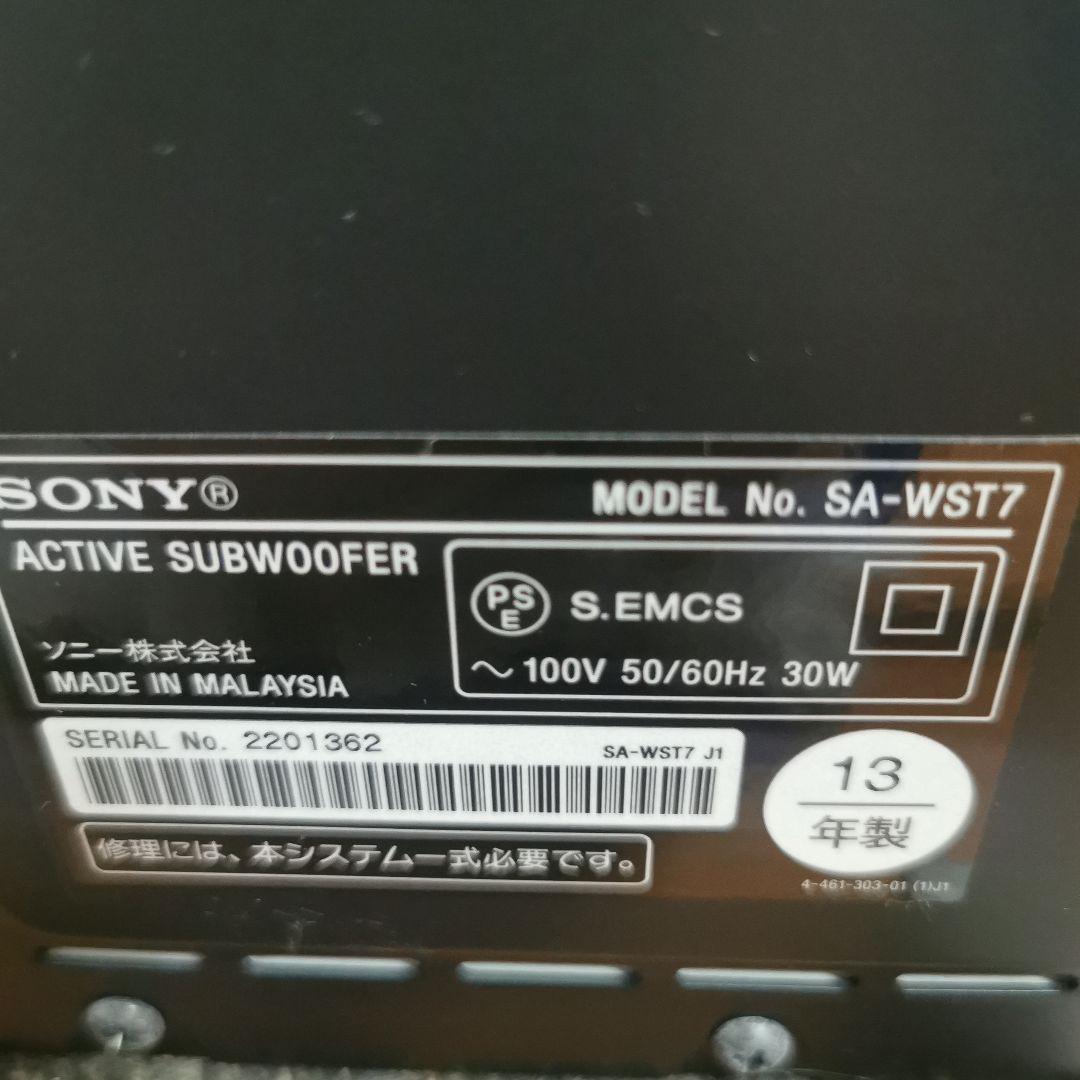 SONY®
MODEL No. SA-WST7
ACTIVE SUBWOOFER
PSE S.EMCS
ソニー株式会社
MADE IN MALAYSIA
～ 100V 50/60Hz 30W
SERIAL No. 2201362
SA-WST7 J1
13
年製
修理には、本システム一式必要です。
4-461-303-01 (1)J1